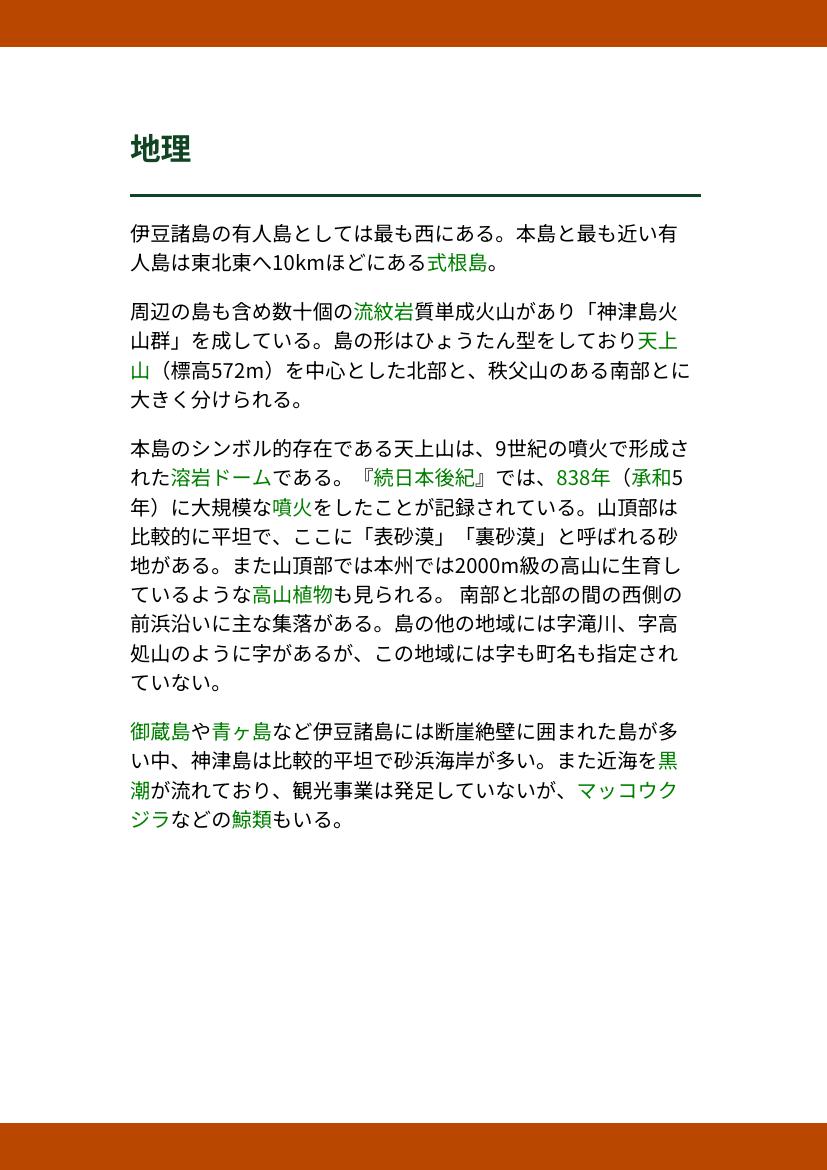 地理
伊豆諸島の有人島としては最も西にある。本島と最も近い有
人島は東北東へ10kmほどにある式根島。
周辺の島も含め数十個の流紋岩質単成火山があり「神津島火
山群」を成している。島の形はひょうたん型をしており天上
山（標高572m）を中心とした北部と、秩父山のある南部とに
大きく分けられる。
本島のシンボル的存在である天上山は、9世紀の噴火で形成さ
れた溶岩ドームである。『続日本後紀』では、838年（承和5
年）に大規模な噴火をしたことが記録されている。山頂部は
比較的に平坦で、ここに「表砂漠」「裏砂漠」と呼ばれる砂
地がある。また山頂部では本州では2000m級の高山に生育し
ているような高山植物も見られる。 南部と北部の間の西側の
前浜沿いに主な集落がある。島の他の地域には字滝川、字高
処山のように字があるが、この地域には字も町名も指定され
ていない。
御蔵島や青ヶ島など伊豆諸島には断崖絶壁に囲まれた島が多
い中、神津島は比較的平坦で砂浜海岸が多い。また近海を黒
潮が流れており、観光事業は発足していないが、マッコウク
ジラなどの鯨類もいる。